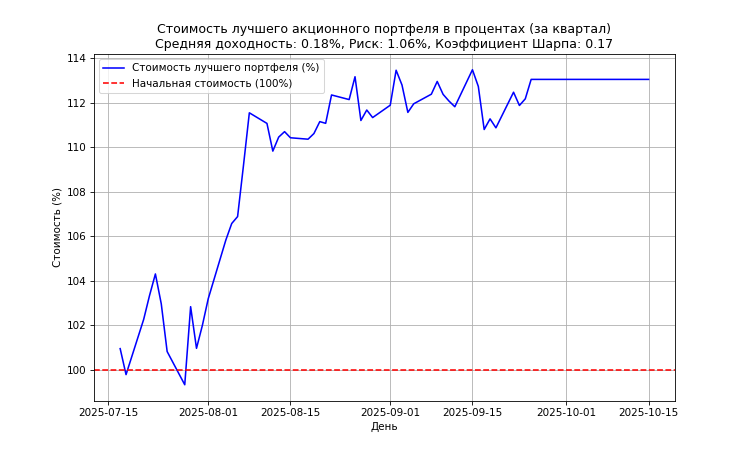 Стоимость лучшего акционного портфеля в процентах (за квартал)
Средняя доходность: 0.18%, Риск: 1.06%, Коэффициент Шарпа: 0.17
Стоимость лучшего портфеля (%)
Начальная стоимость (100%)
Стоимость (%)
114
112
110
108
106
104
102
100
2025-07-15
2025-08-01
2025-08-15
2025-09-01
2025-09-15
2025-10-01
2025-10-15
День